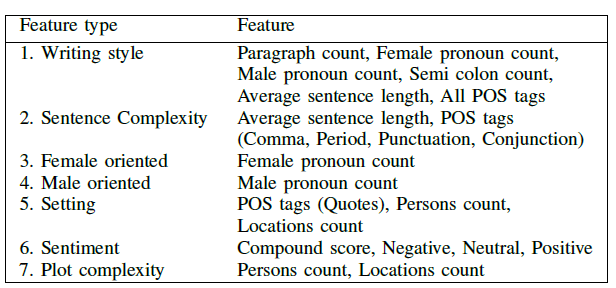 Feature type Feature
1. Writing style Paragraph count, Female pronoun count,
Male pronoun count, Semi colon count,
Average sentence length, All POS tags
2. Sentence Complexity Average sentence length, POS tags
(Comma, Period, Punctuation, Conjunction)
3. Female oriented Female pronoun count
4. Male oriented Male pronoun count
5. Setting POS tags (Quotes), Persons count,
Locations count
6. Sentiment Compound score, Negative, Neutral, Positive
7. Plot complexity Persons count, Locations count